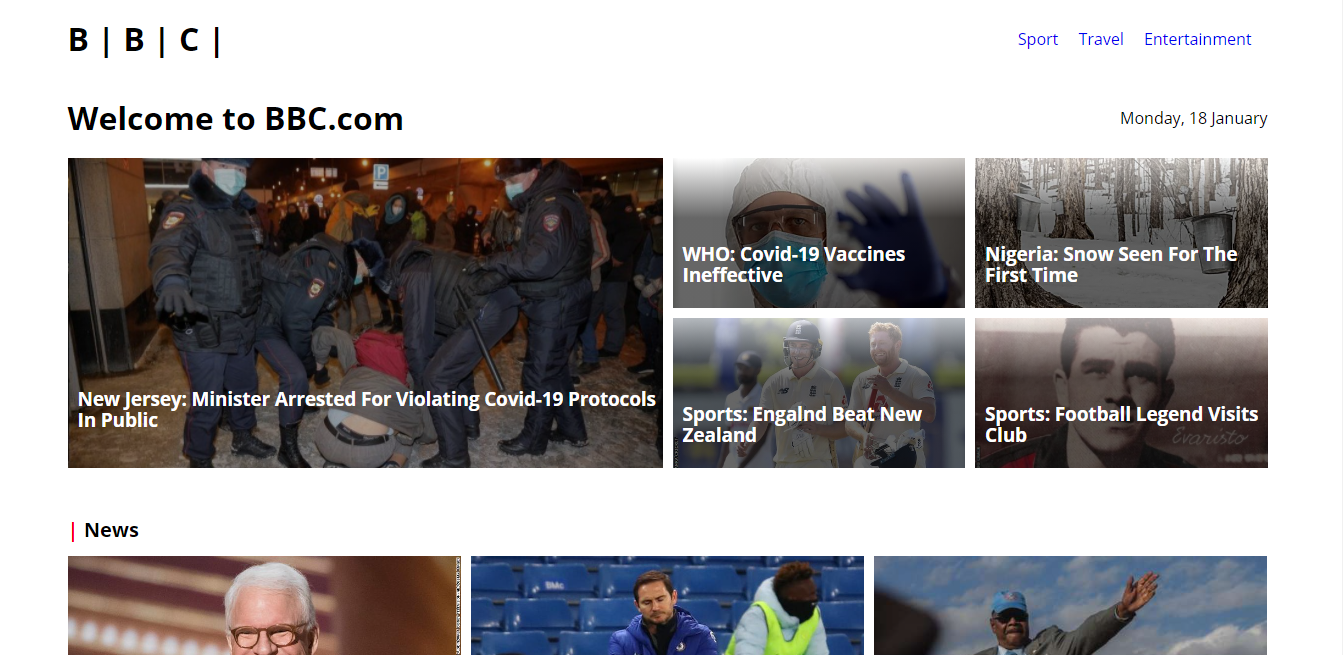 B | B | C |
Sport Travel Entertainment
Welcome to BBC.com
Monday, 18 January
P
New Jersey: Minister Arrested For Violating Covid-19 Protocols
In Public
WHO: Covid-19 Vaccines
Ineffective
Nigeria: Snow Seen For The
First Time
Sports: Engalnd Beat New
Zealand
Sports: Football Legend Visits
Club
Evaristo
| News